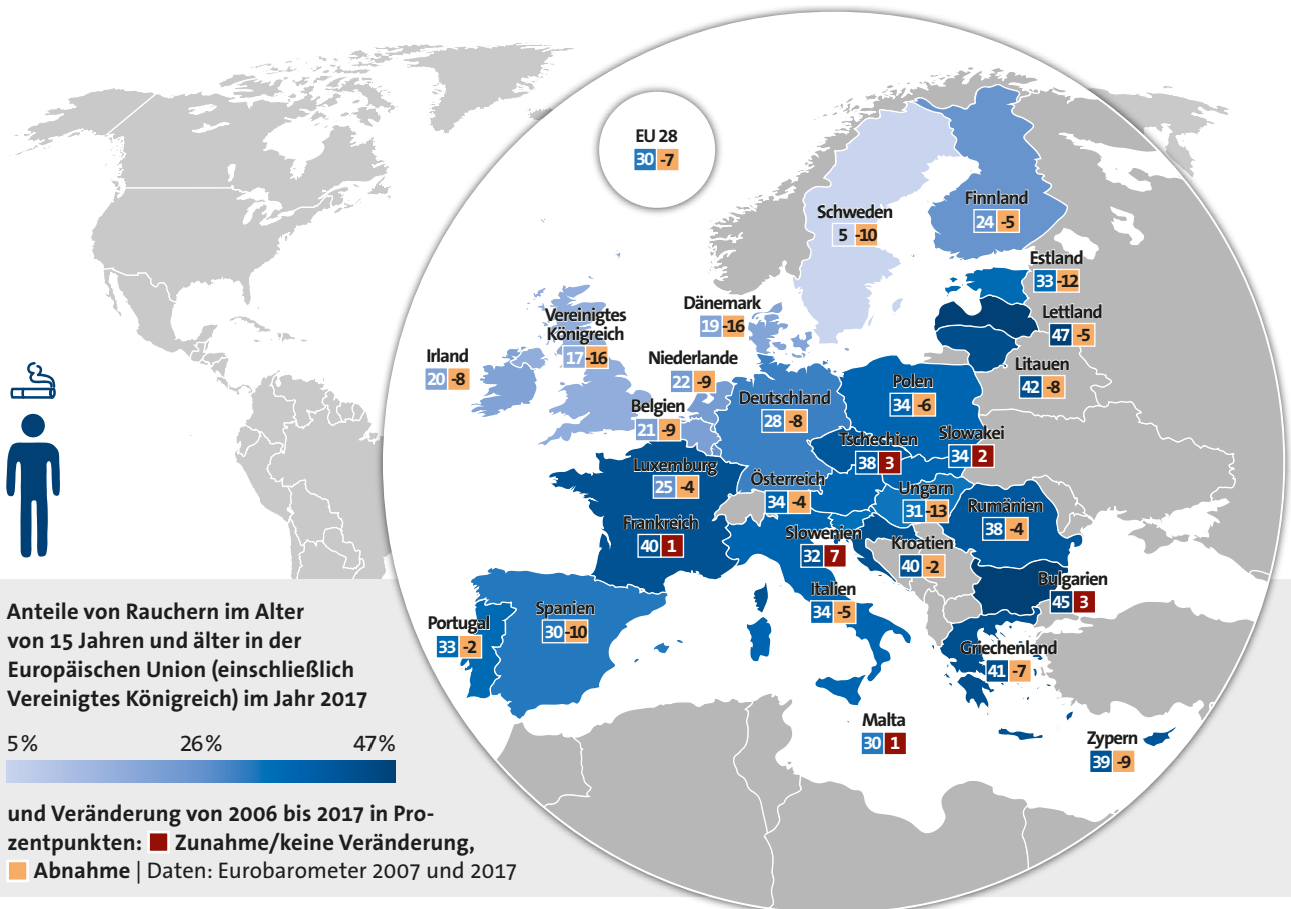 EU 28
30 -7
Schweden
5 -10
Finnland
24 -5
Estland
33 -12
Lettland
47 -5
Litauen
42 -8
Dänemark
19 -16
Vereinigtes
Königreich
17 -16
Irland
20 -8
Niederlande
22 -9
Belgien
21 -9
Deutschland
28 -8
Polen
34 -6
Tschechien
38 3
Slowakei
34 2
Luxemburg
25 -4
Österreich
34 -4
Ungarn
31 -13
Rumänien
38 -4
Frankreich
40 1
Slowenien
32 7
Kroatien
40 -2
Bulgarien
45 3
Italien
34 -5
Spanien
30 -10
Portugal
33 -2
Griechenland
41 -7
Malta
30 1
Zypern
39 -9
Anteile von Rauchern im Alter
von 15 Jahren und älter in der
Europäischen Union (einschließlich
Vereinigtes Königreich) im Jahr 2017
5 % 26 % 47 %
und Veränderung von 2006 bis 2017 in Pro-
zentpunkten: Zunahme/keine Veränderung,
Abnahme | Daten: Eurobarometer 2007 und 2017